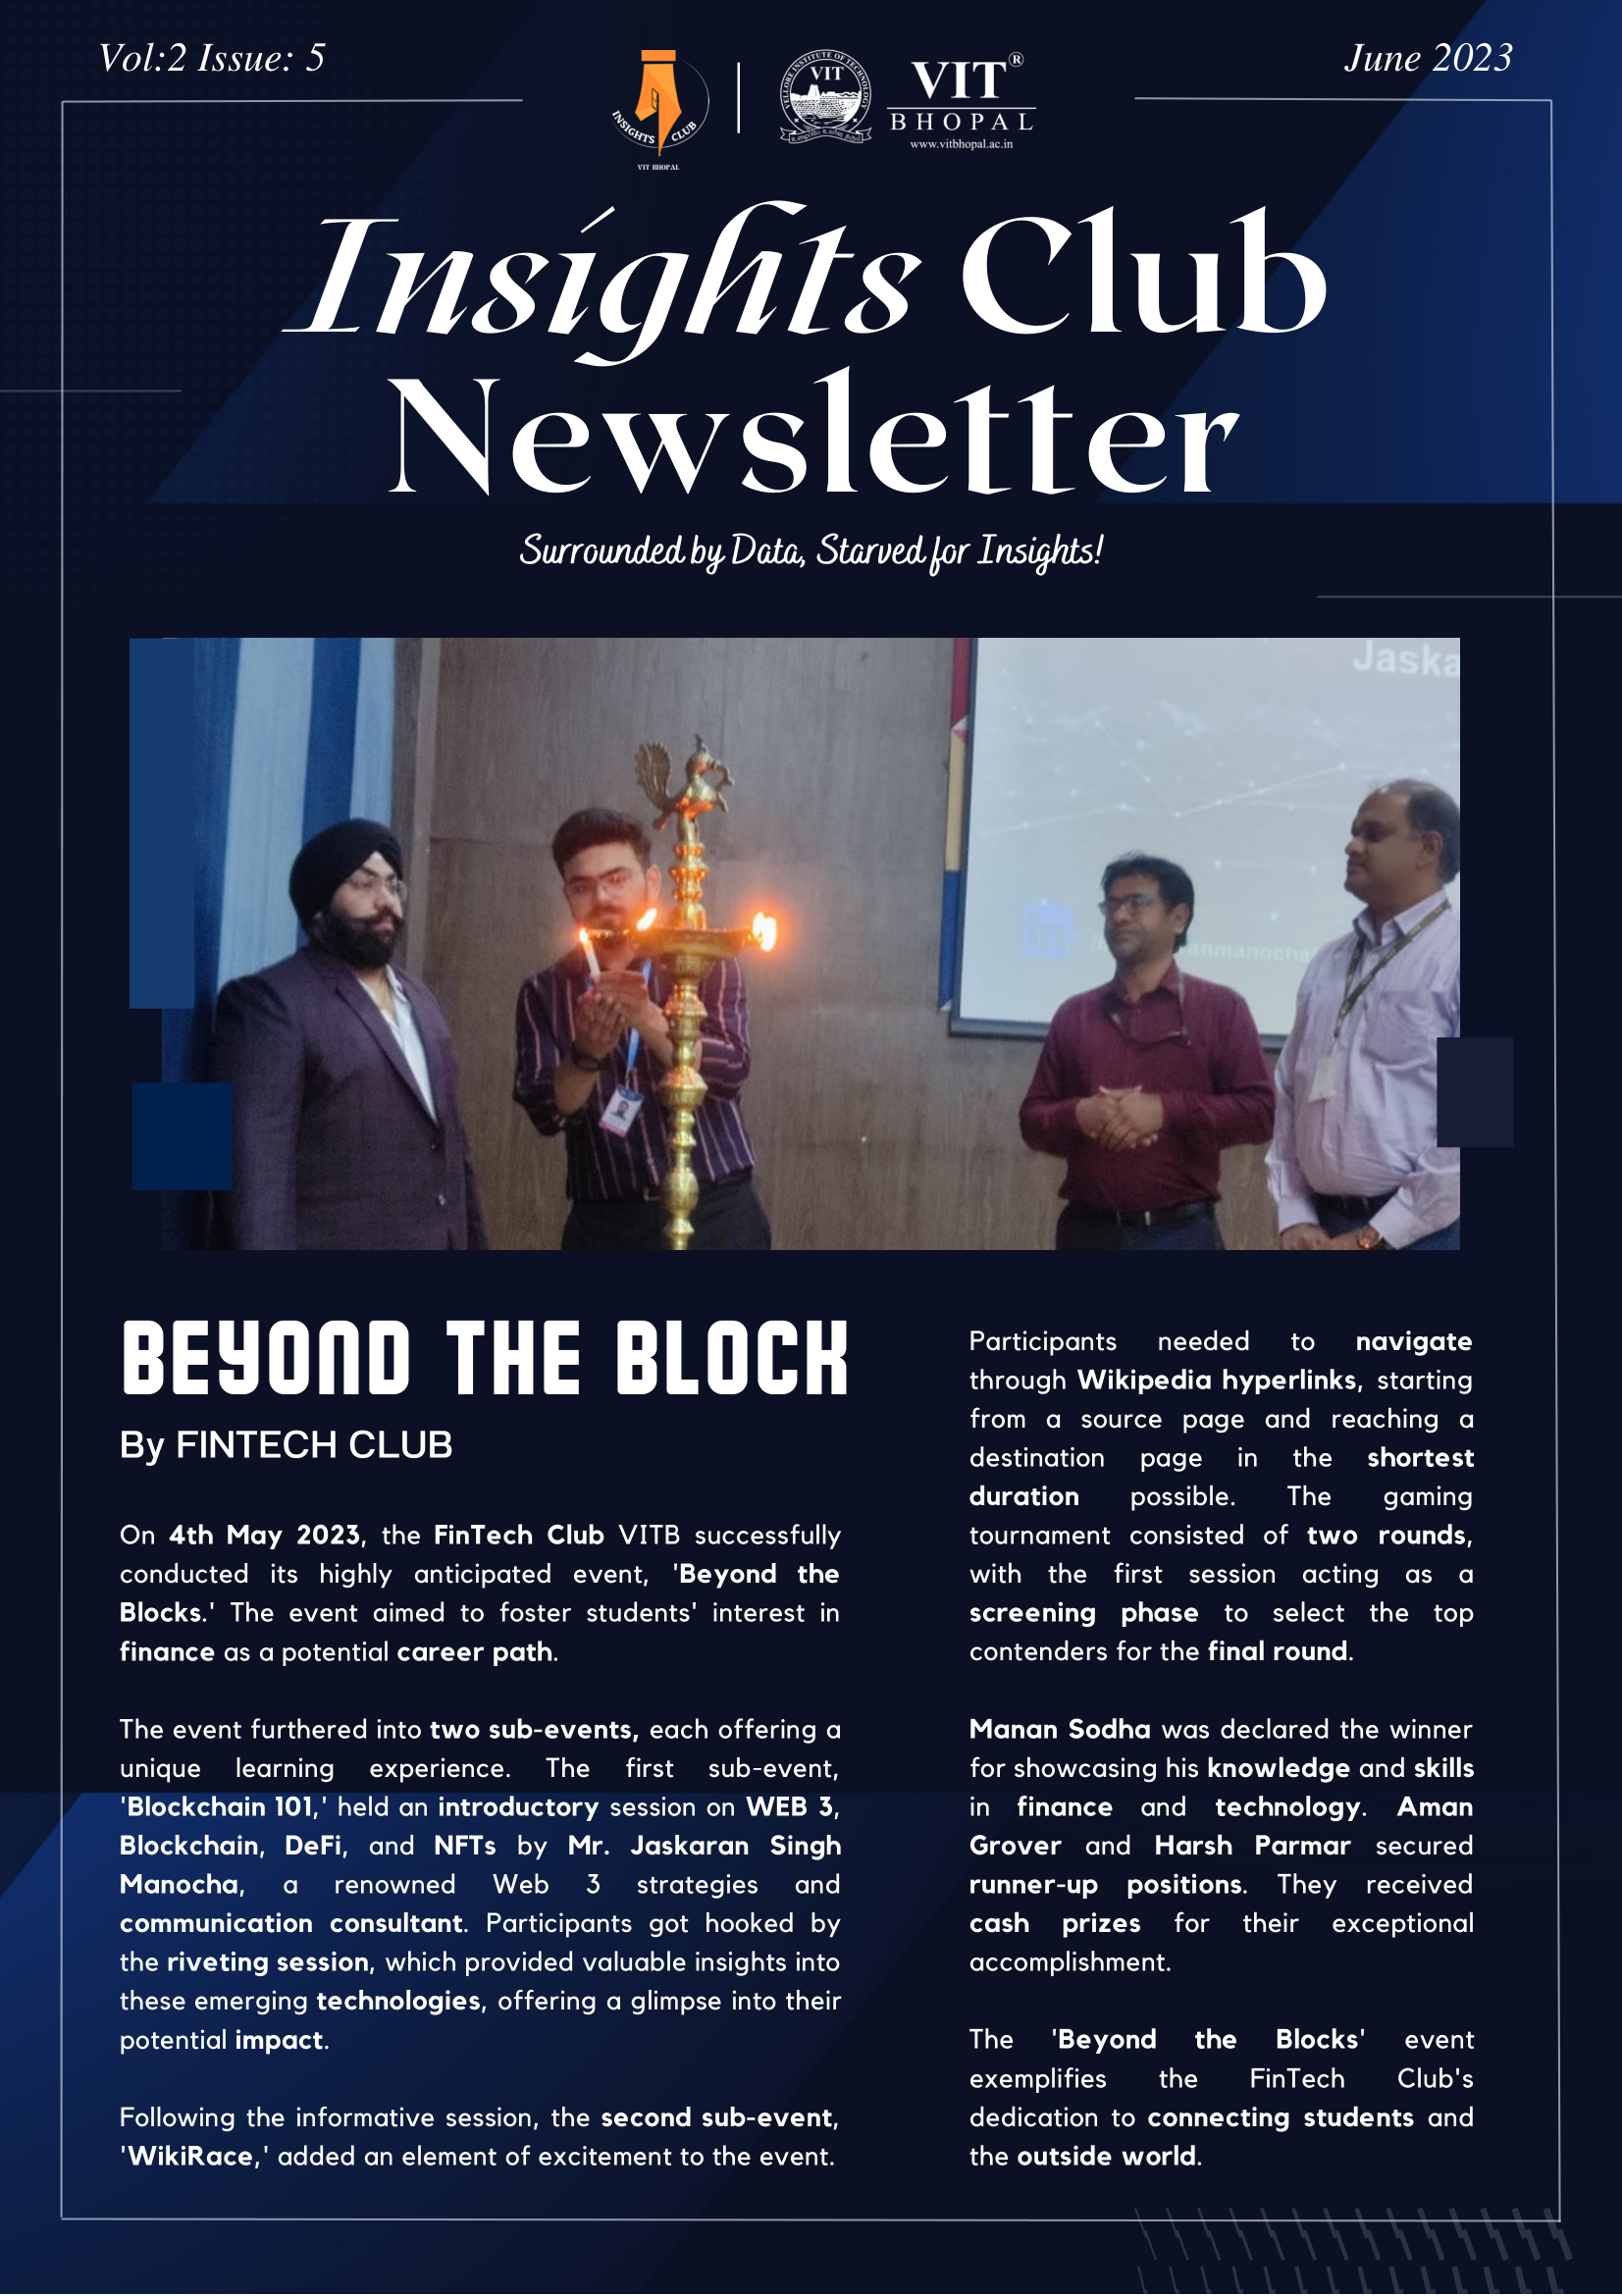 Vol:2 Issue: 5
June 2023
INSIGHTS CLUB
VIT BHOPAL
VELLORE INSTITUTE OF TECHNOLOGY
VIT
VIT®
BHOPAL
www.vitbhopal.ac.in
Insights Club
Newsletter
Surrounded by Data, Starved for Insights!
Jaska
in
anmanocha
BEYOND THE BLOCK
By FINTECH CLUB
On 4th May 2023, the FinTech Club VITB successfully
conducted its highly anticipated event, 'Beyond the
Blocks.' The event aimed to foster students' interest in
finance as a potential career path.
The event furthered into two sub-events, each offering a
unique learning experience. The first sub-event,
'Blockchain 101,' held an introductory session on WEB 3,
Blockchain, DeFi, and NFTs by Mr. Jaskaran Singh
Manocha, a renowned Web 3 strategies and
communication consultant. Participants got hooked by
the riveting session, which provided valuable insights into
these emerging technologies, offering a glimpse into their
potential impact.
Following the informative session, the second sub-event,
'WikiRace,' added an element of excitement to the event.
Participants needed to navigate
through Wikipedia hyperlinks, starting
from a source page and reaching a
destination page in the shortest
duration possible. The gaming
tournament consisted of two rounds,
with the first session acting as a
screening phase to select the top
contenders for the final round.
Manan Sodha was declared the winner
for showcasing his knowledge and skills
in finance and technology. Aman
Grover and Harsh Parmar secured
runner-up positions. They received
cash prizes for their exceptional
accomplishment.
The 'Beyond the Blocks' event
exemplifies the FinTech Club's
dedication to connecting students and
the outside world.